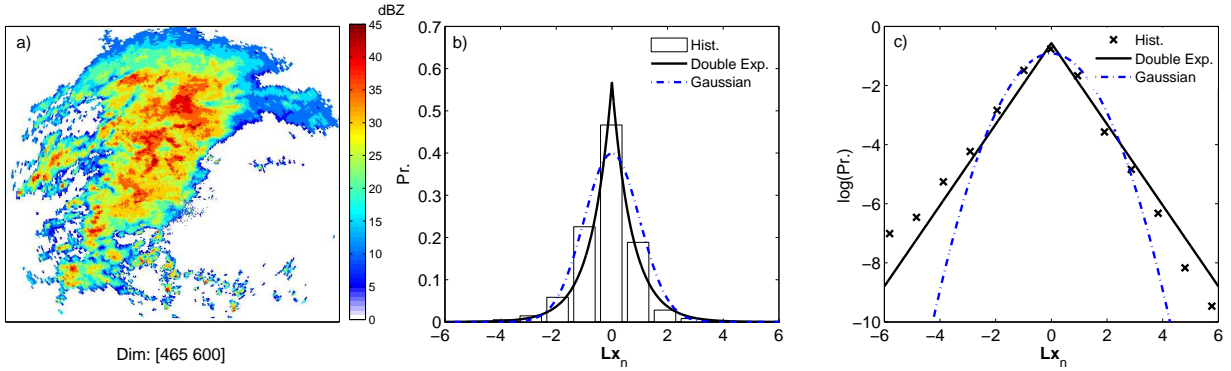 a)
dBZ
45
40
35
30
25
20
15
10
5
0
Dim: [465 600]
b)
Hist.
Double Exp.
Gaussian
Pr.
0.7
0.6
0.5
0.4
0.3
0.2
0.1
0
−6 −4 −2 0 2 4 6
Lxn
c)
Hist.
Double Exp.
Gaussian
log(Pr.)
0
−2
−4
−6
−8
−10
−6 −4 −2 0 2 4 6
Lxn